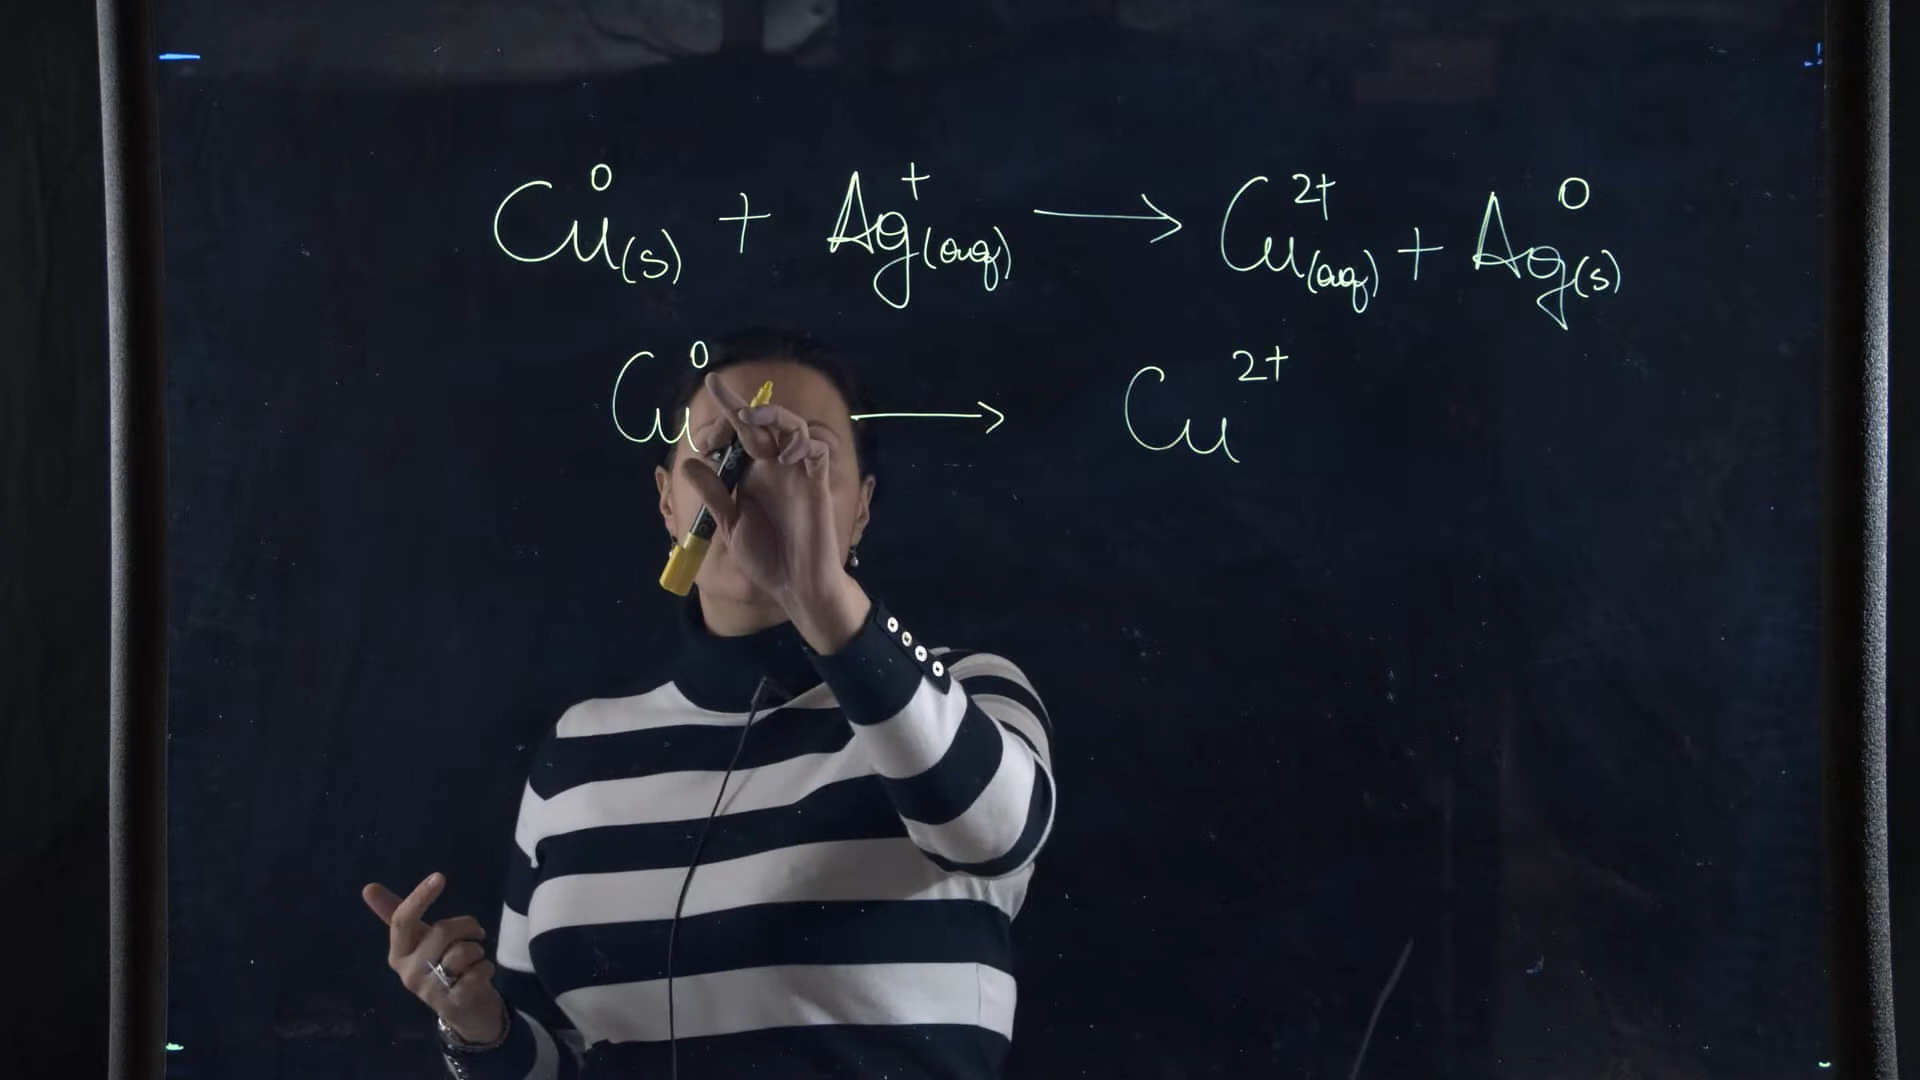 Cu⁰(s) + Ag⁺(aq) → Cu²⁺(aq) + Ag⁰(s)
Cu⁰ → Cu²⁺